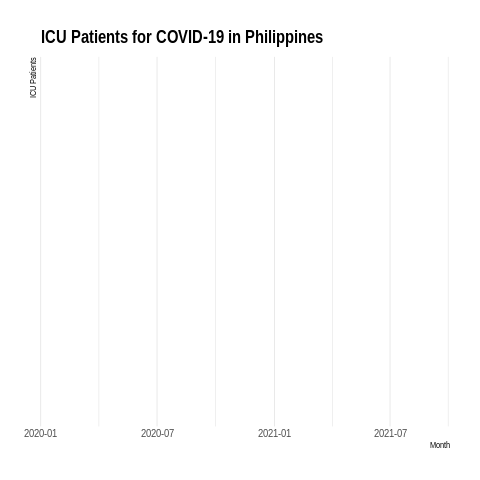 ICU Patients for COVID-19 in Philippines
ICU Patients
2020-01 2020-07 2021-01 2021-07
Month